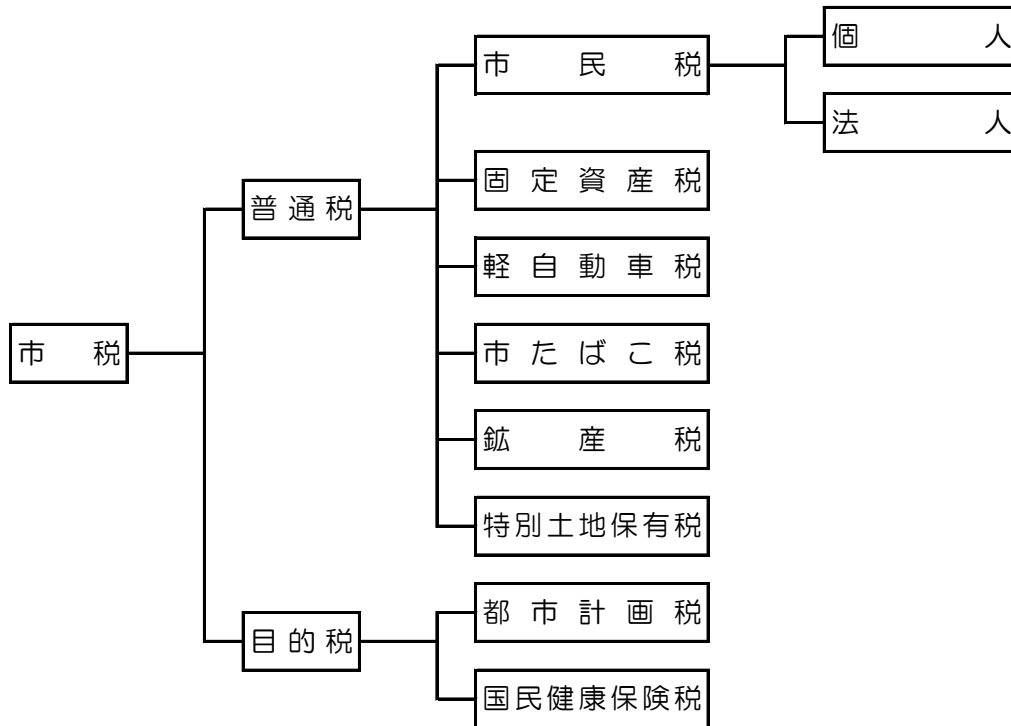 個人
市民税
法人
固定資産税
普通税
軽自動車税
市税
市たばこ税
鉱産税
特別土地保有税
都市計画税
目的税
国民健康保険税